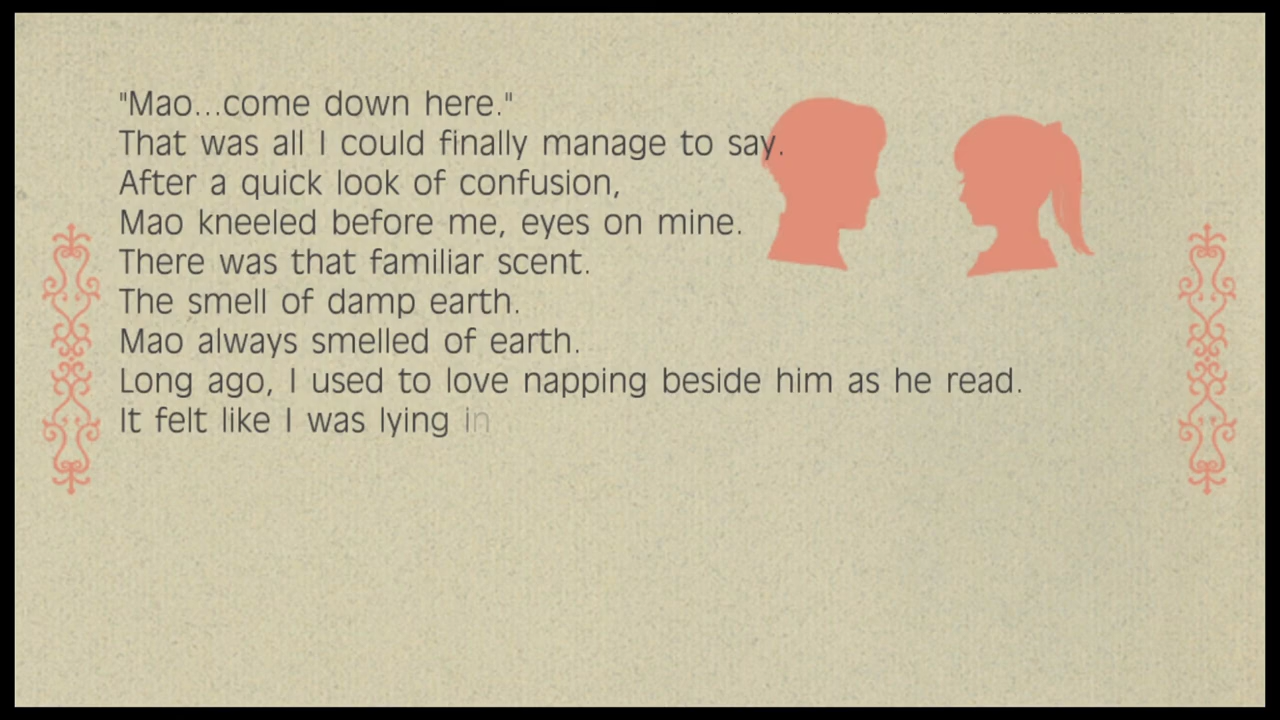 "Mao...come down here."
That was all I could finally manage to say.
After a quick look of confusion,
Mao kneeled before me, eyes on mine.
There was that familiar scent.
The smell of damp earth.
Mao always smelled of earth.
Long ago, I used to love napping beside him as he read.
It felt like I was lying in